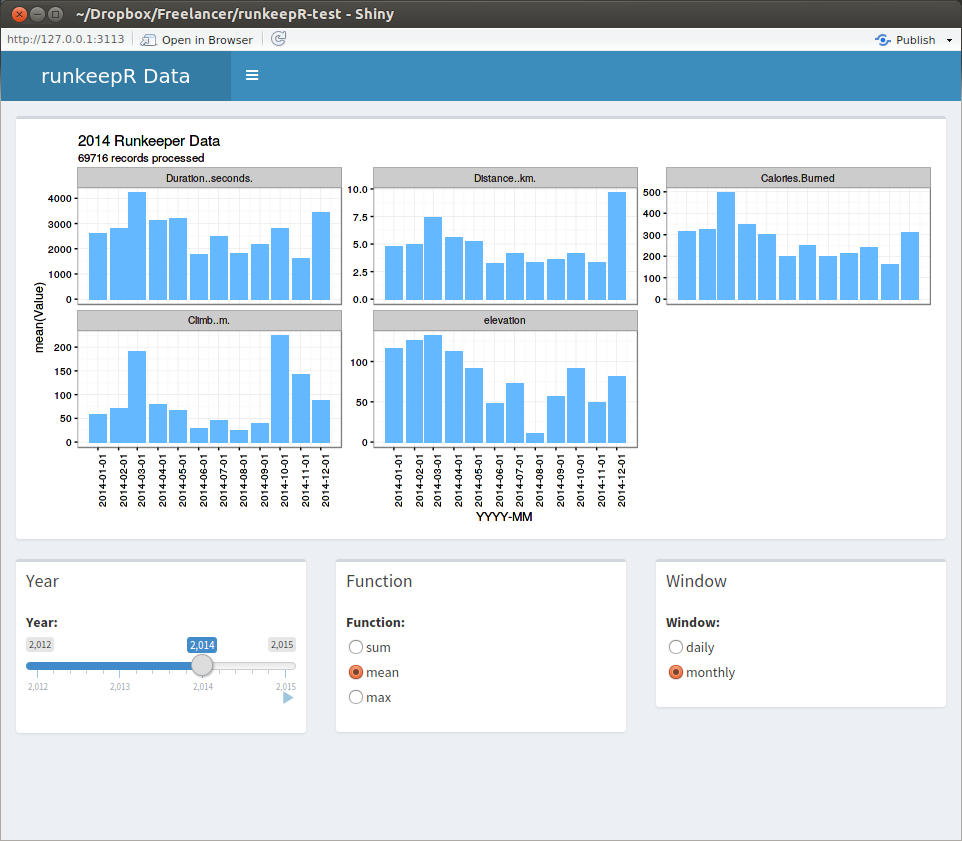 ~/Dropbox/Freelancer/runkeepR-test - Shiny
http://127.0.0.1:3113 Open in Browser Publish
runkeepR Data
2014 Runkeeper Data
69716 records processed
Duration..seconds. Distance..km. Calories.Burned
4000
3000
2000
1000
0
10.0
7.5
5.0
2.5
0.0
500
400
300
200
100
0
mean(Value)
Climb..m. elevation
200
150
100
50
0
100
50
0
2014-01-01
2014-02-01
2014-03-01
2014-04-01
2014-05-01
2014-06-01
2014-07-01
2014-08-01
2014-09-01
2014-10-01
2014-11-01
2014-12-01
2014-01-01
2014-02-01
2014-03-01
2014-04-01
2014-05-01
2014-06-01
2014-07-01
2014-08-01
2014-09-01
2014-10-01
2014-11-01
2014-12-01
YYYY-MM
Year
Year:
2,012 2,014 2,015
2,012 2,013 2,014 2,015
Function
Function:
sum
mean
max
Window
Window:
daily
monthly